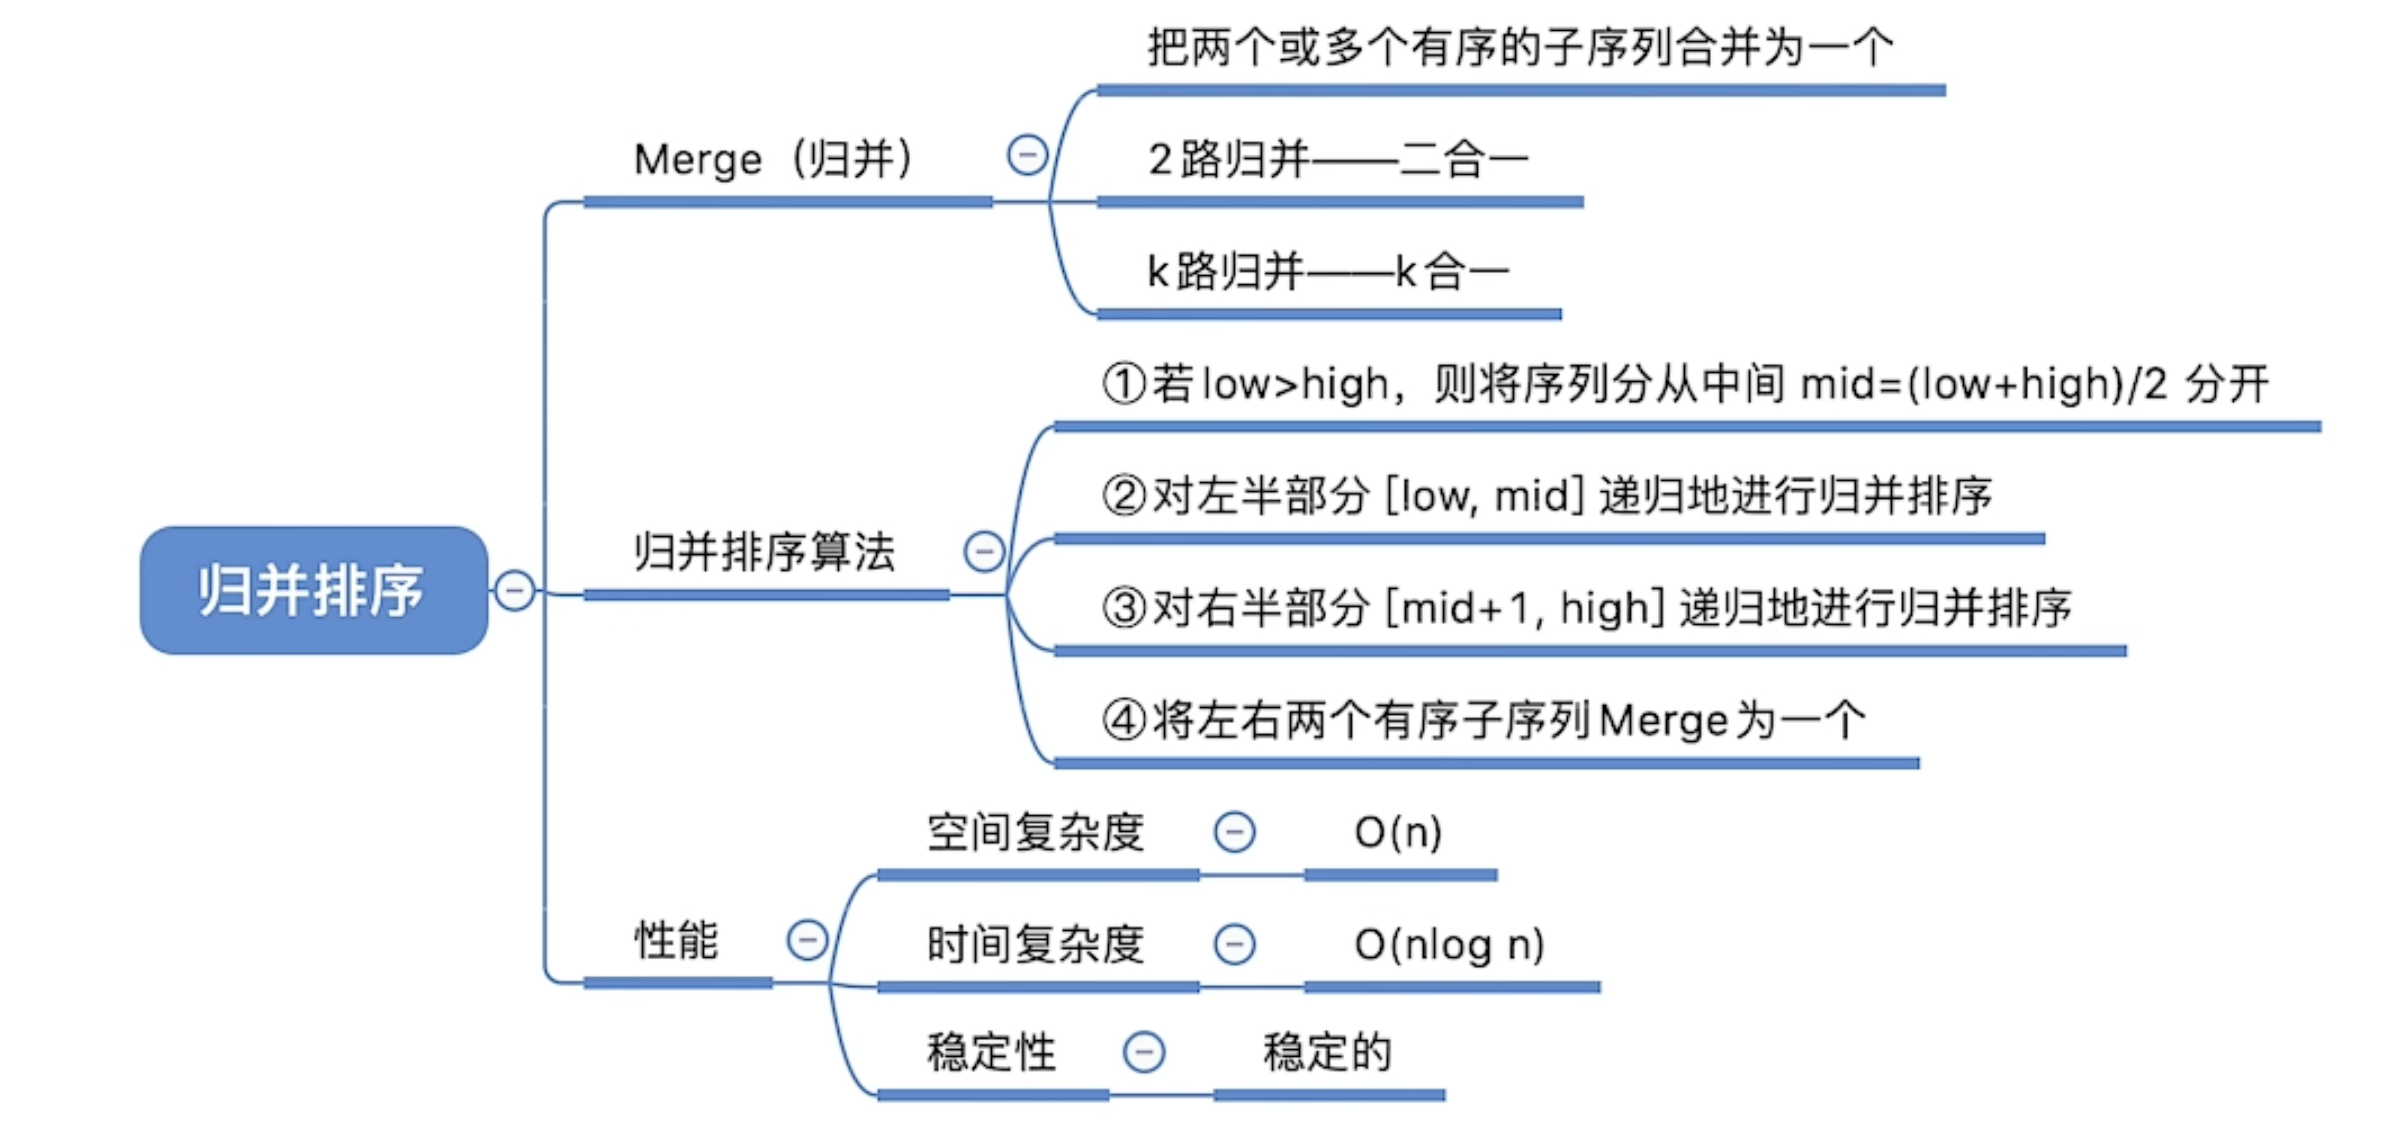 归并排序
Merge（归并）
把两个或多个有序的子序列合并为一个
2路归并——二合一
k路归并——k合一
归并排序算法
①若low>high，则将序列分从中间 mid=(low+high)/2 分开
②对左半部分 [low, mid] 递归地进行归并排序
③对右半部分 [mid+1, high] 递归地进行归并排序
④将左右两个有序子序列Merge为一个
性能
空间复杂度
O(n)
时间复杂度
O(nlog n)
稳定性
稳定的